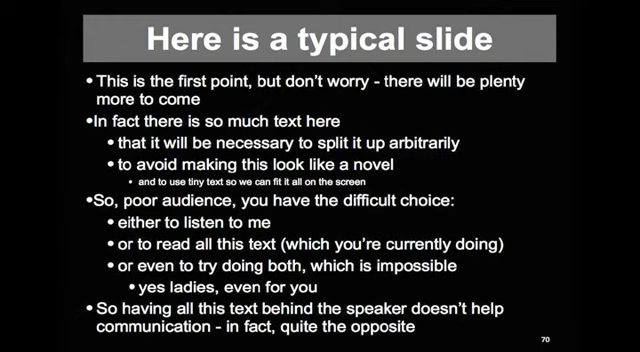 Here is a typical slide
• This is the first point, but don't worry - there will be plenty
more to come
•In fact there is so much text here
• that it will be necessary to split it up arbitrarily
• to avoid making this look like a novel
• and to use tiny text so we can fit it all on the screen
•So, poor audience, you have the difficult choice:
• either to listen to me
• or to read all this text (which you're currently doing)
• or even to try doing both, which is impossible
• yes ladies, even for you
• So having all this text behind the speaker doesn't help
communication - in fact, quite the opposite
70